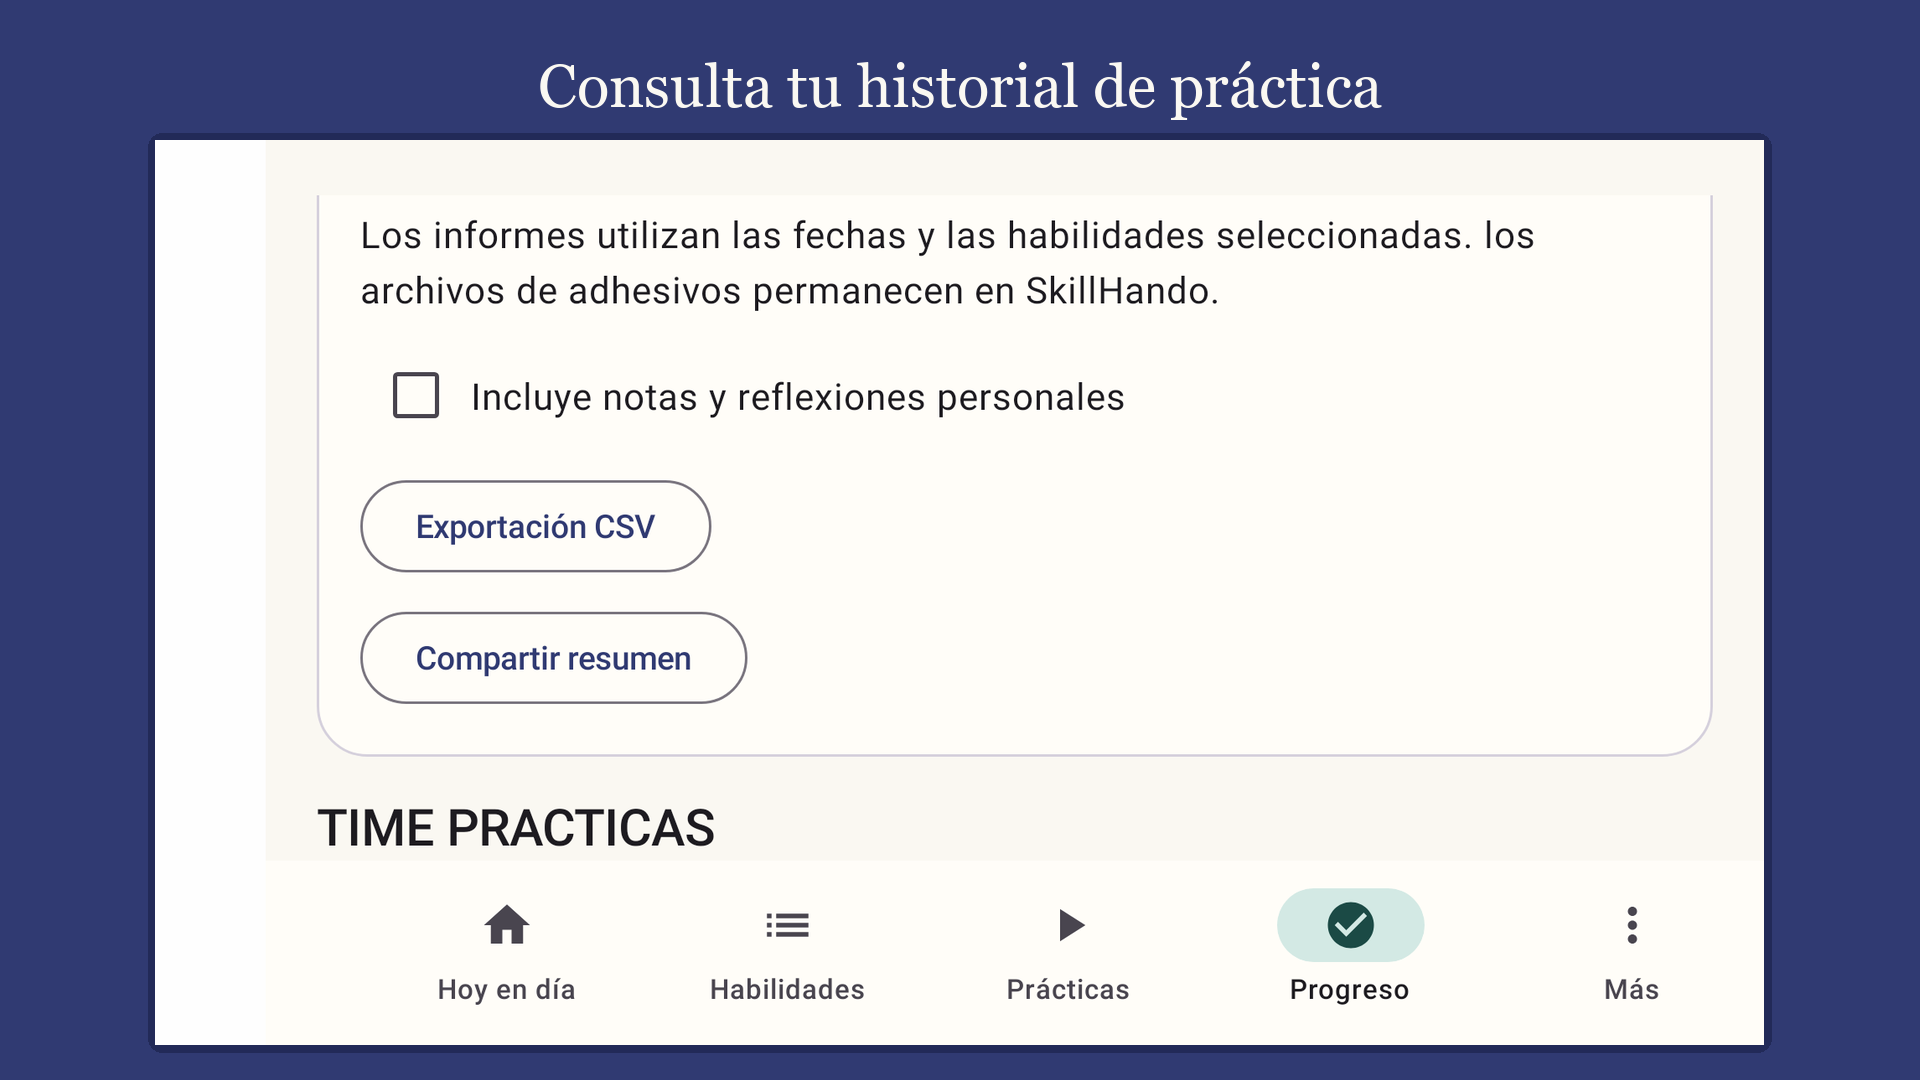 Consulta tu historial de práctica
Los informes utilizan las fechas y las habilidades seleccionadas. los
archivos de adhesivos permanecen en SkillHando.
Incluye notas y reflexiones personales
Exportación CSV
Compartir resumen
TIME PRACTICAS
Hoy en día
Habilidades
Prácticas
Progreso
Más